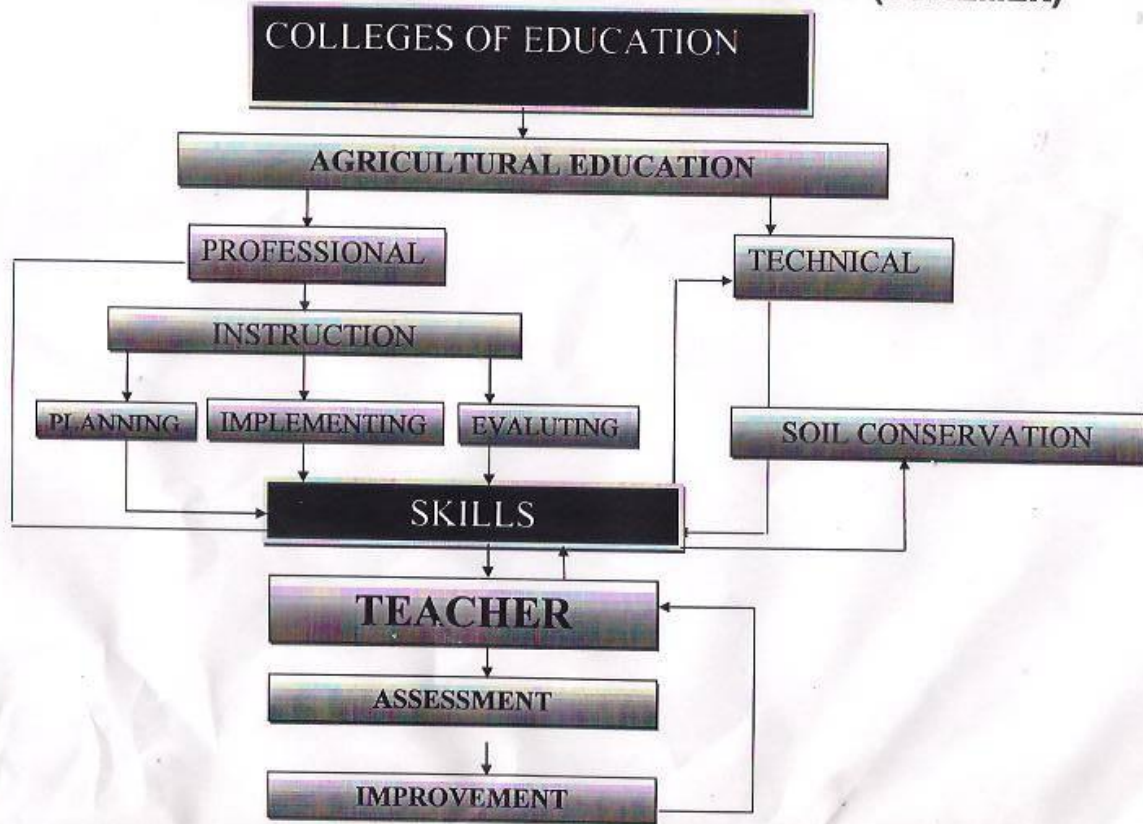 COLLEGES OF EDUCATION
AGRICULTURAL EDUCATION
PROFESSIONAL
TECHNICAL
INSTRUCTION
PLANNING
IMPLEMENTING
EVALUTING
SOIL CONSERVATION
SKILLS
TEACHER
ASSESSMENT
IMPROVEMENT